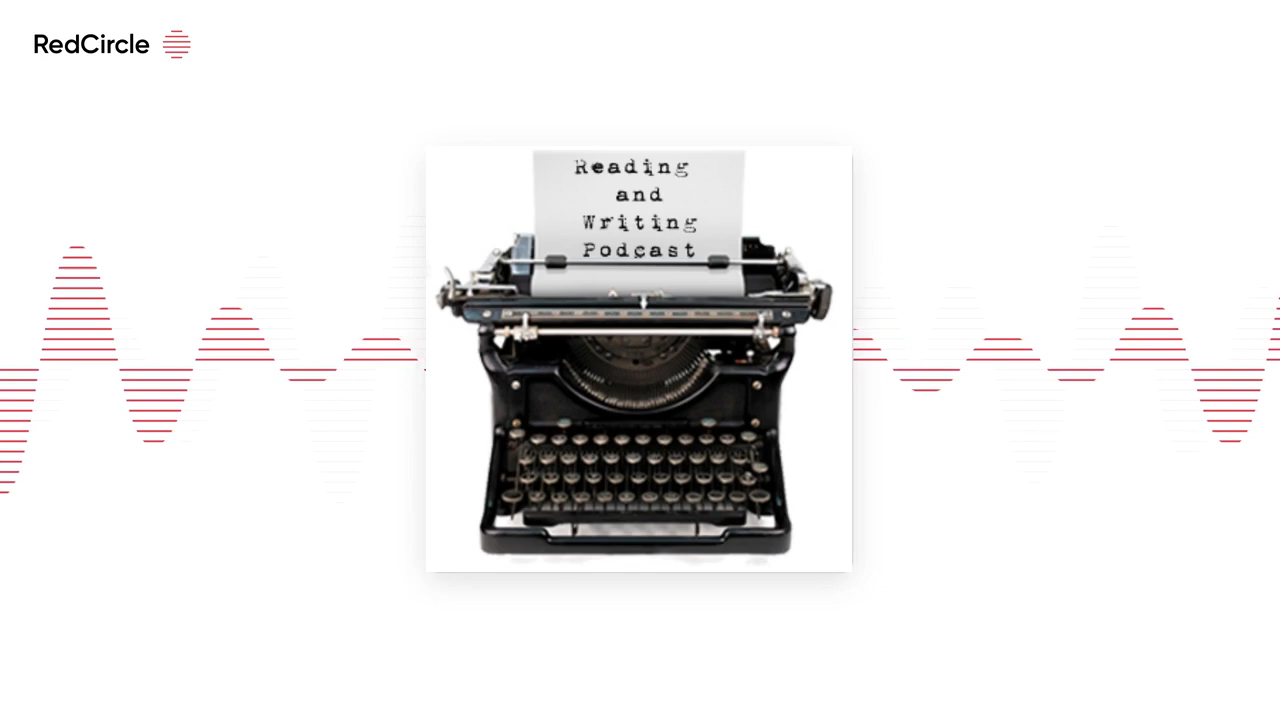 RedCircle
Reading
and
Writing
Podcast